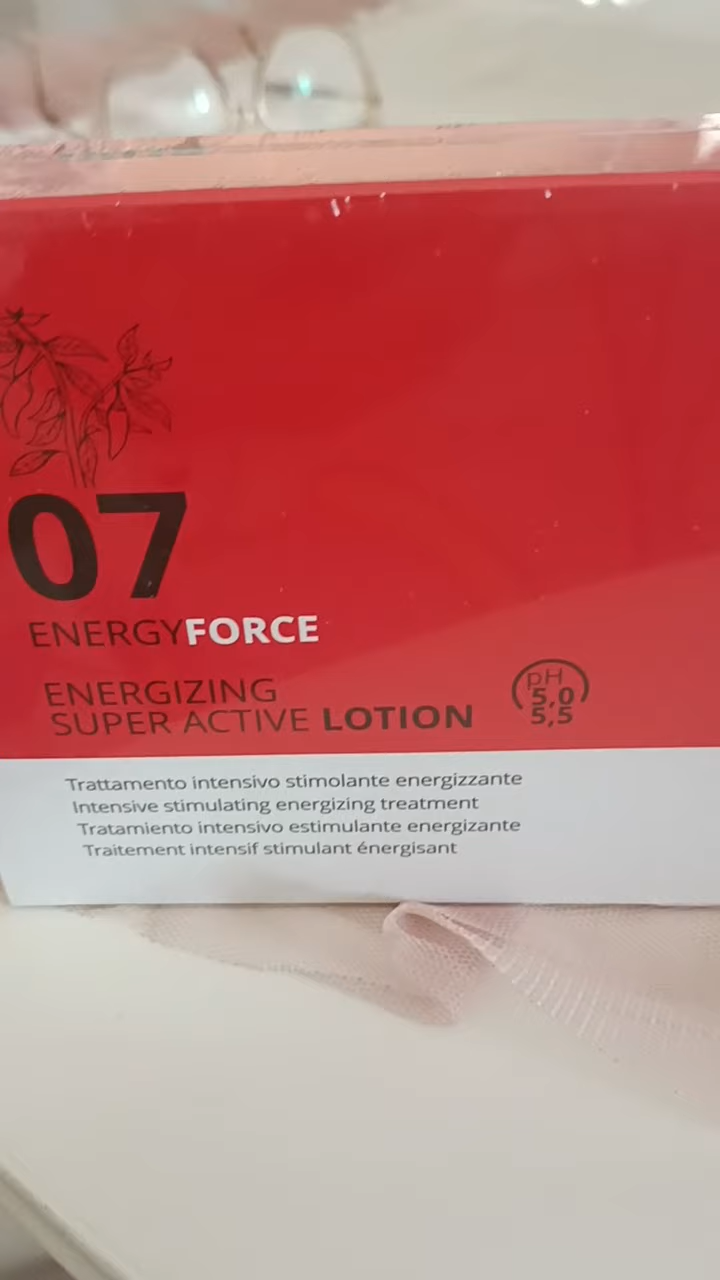 07
ENERGYFORCE
ENERGIZING
SUPER ACTIVE LOTION
pH
5,0
5,5
Trattamento intensivo stimolante energizzante
Intensive stimulating energizing treatment
Tratamiento intensivo estimulante energizante
Traitement intensif stimulant énergisant